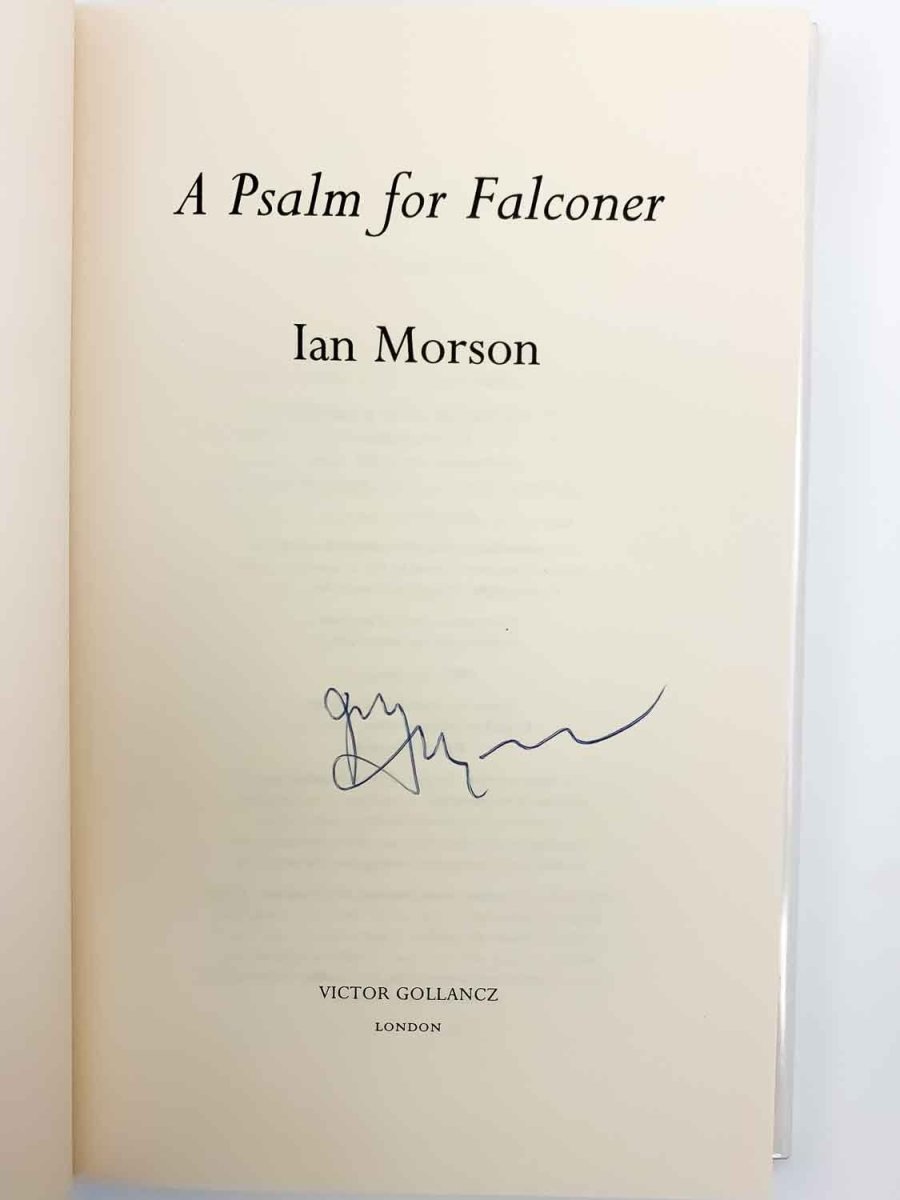 A Psalm for Falconer
Ian Morson
VICTOR GOLLANCZ
LONDON